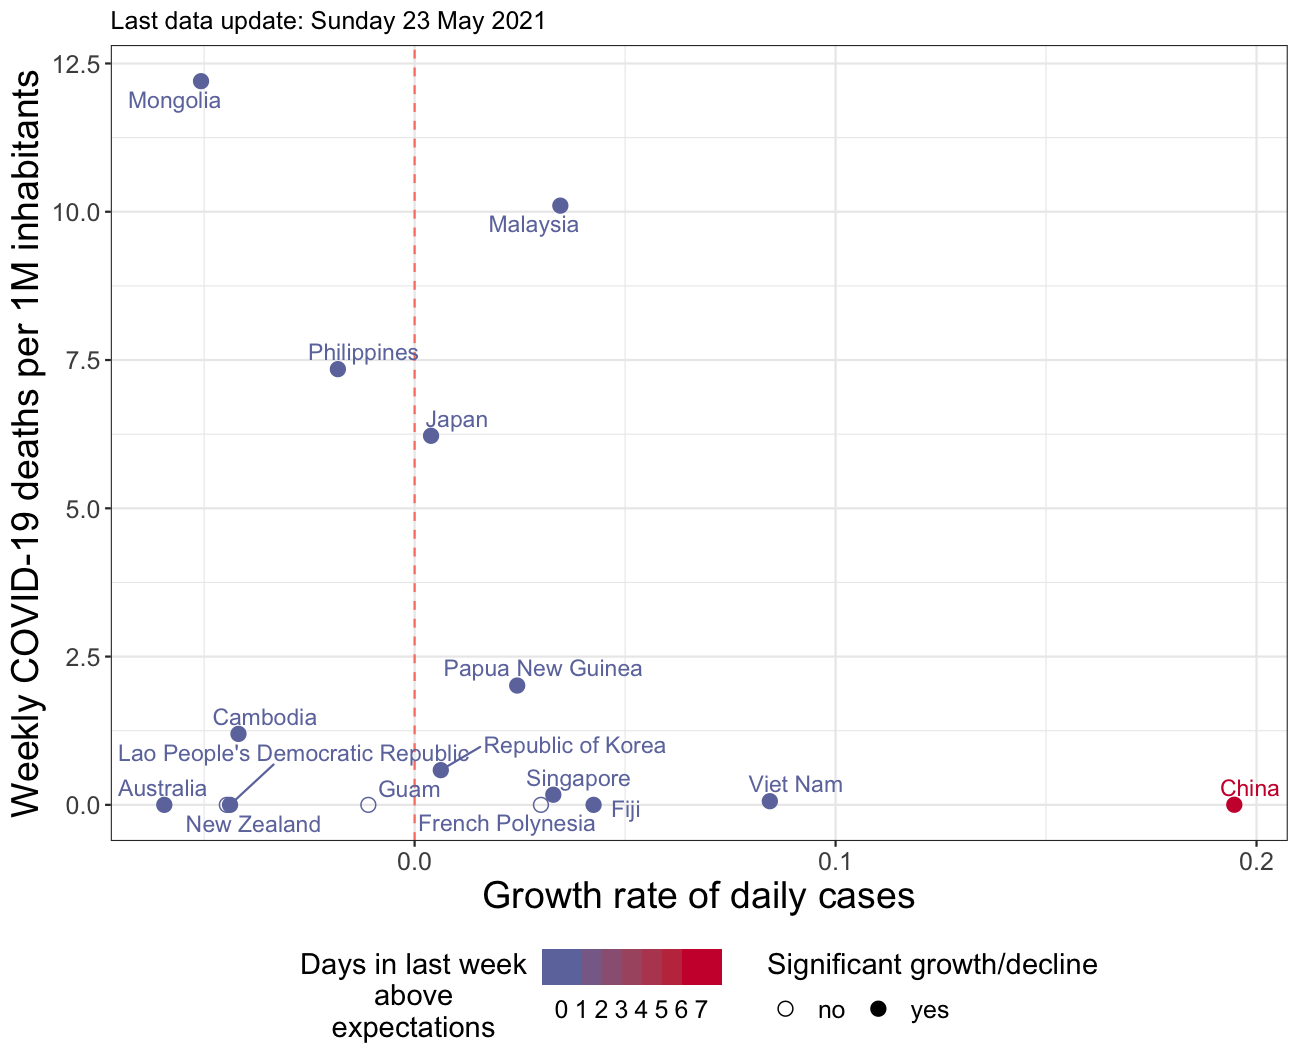 Last data update: Sunday 23 May 2021
Weekly COVID-19 deaths per 1M inhabitants
12.5
10.0
7.5
5.0
2.5
0.0
Mongolia
Malaysia
Philippines
Japan
Papua New Guinea
Cambodia
Republic of Korea
Lao People's Democratic Republic
Singapore
Viet Nam
Australia
Guam
China
Fiji
New Zealand
French Polynesia
0.0
0.1
0.2
Growth rate of daily cases
Days in last week
above
expectations
0 1 2 3 4 5 6 7
Significant growth/decline
no
yes